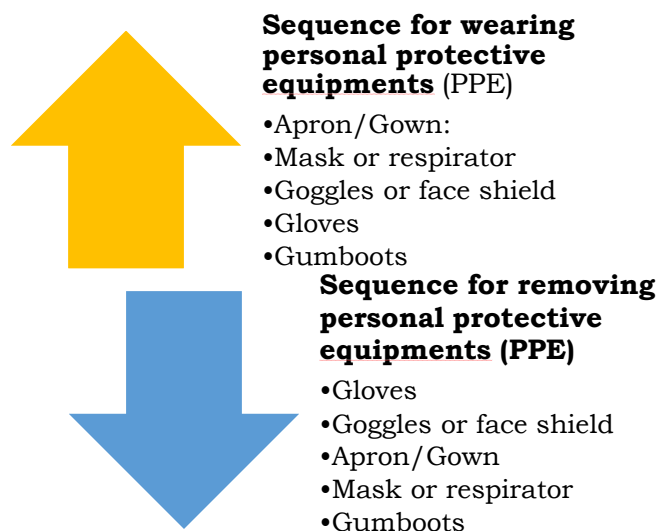 Sequence for wearing
personal protective
equipments (PPE)
•Apron/Gown:
•Mask or respirator
•Goggles or face shield
•Gloves
•Gumboots
Sequence for removing
personal protective
equipments (PPE)
•Gloves
•Goggles or face shield
•Apron/Gown
•Mask or respirator
•Gumboots